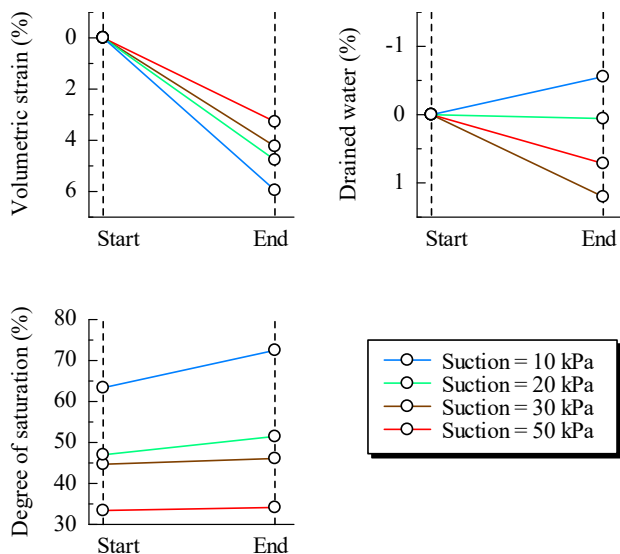 Volumetric strain (%)
0
2
4
6
Start
End
Drained water (%)
-1
0
1
Start
End
Degree of saturation (%)
80
70
60
50
40
30
Start
End
Suction = 10 kPa
Suction = 20 kPa
Suction = 30 kPa
Suction = 50 kPa